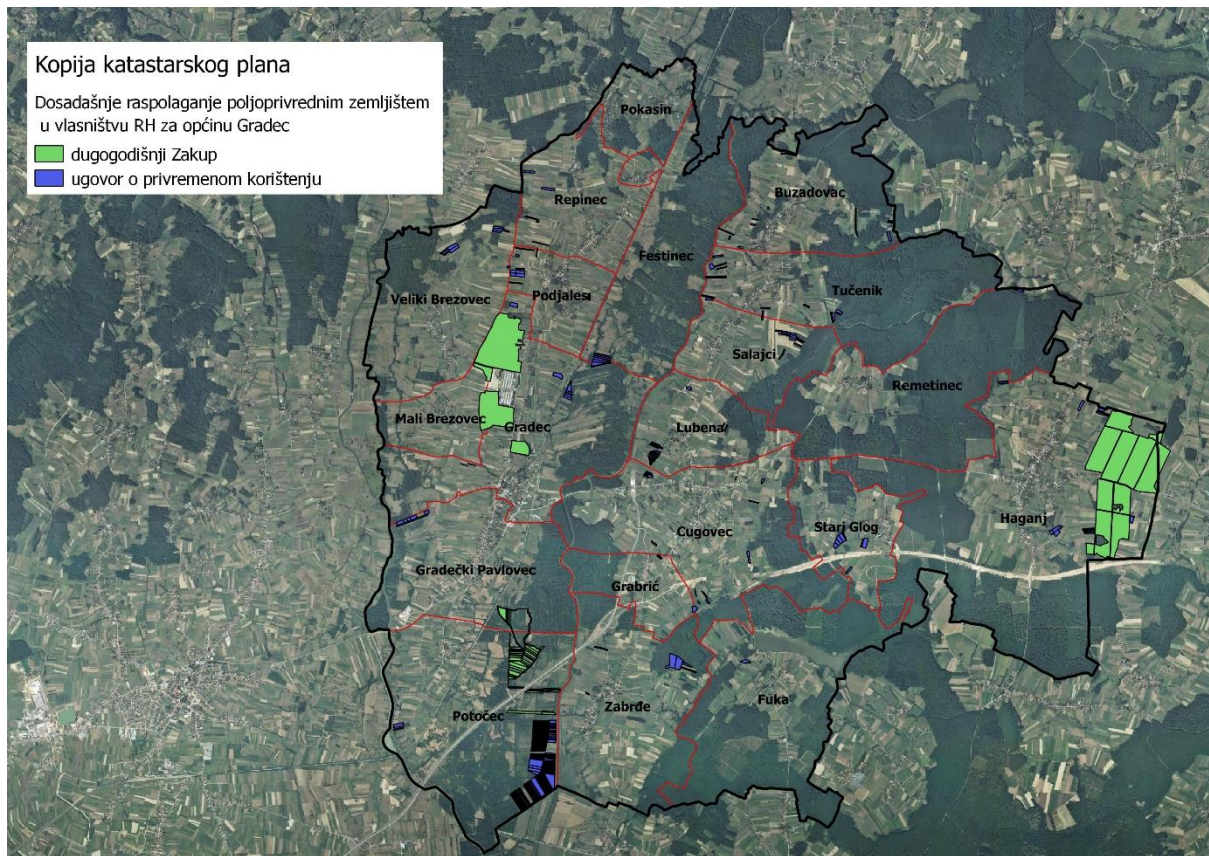 Kopija katastarskog plana
Dosadašnje raspolaganje poljoprivrednim zemljištem
u vlasništvu RH za općinu Gradec
dugogodišnji Zakup
ugovor o privremenom korištenju
Pokasin
Buzadovac
Repinec
Festinec
Tučenik
Veliki Brezovec
Podjales
Salajci
Remetinec
Mali Brezovec
Gradec
Lubena
Haganj
Cugovec
Stari Glog
Gradečki Pavlovec
Grabrić
Fuka
Zabrđe
Potočec